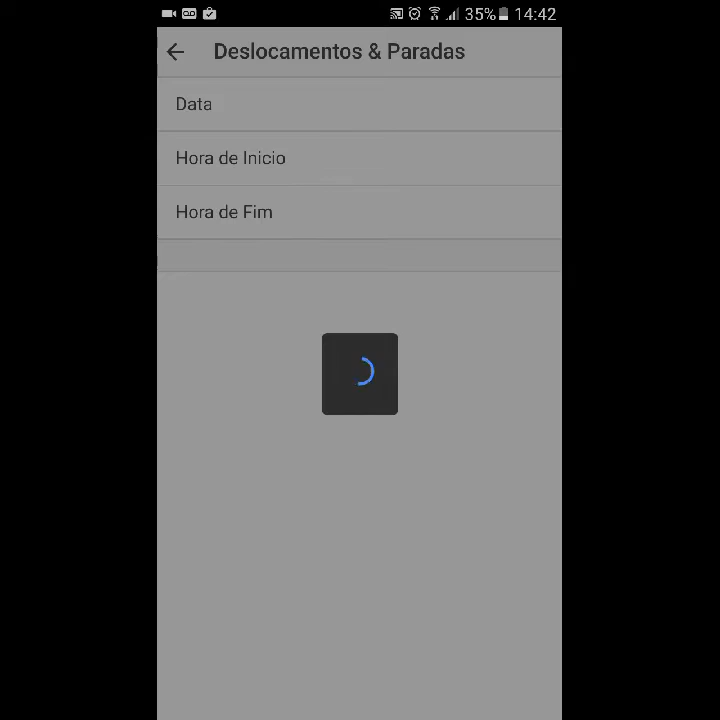 35% 14:42
Deslocamentos & Paradas
Data
Hora de Inicio
Hora de Fim